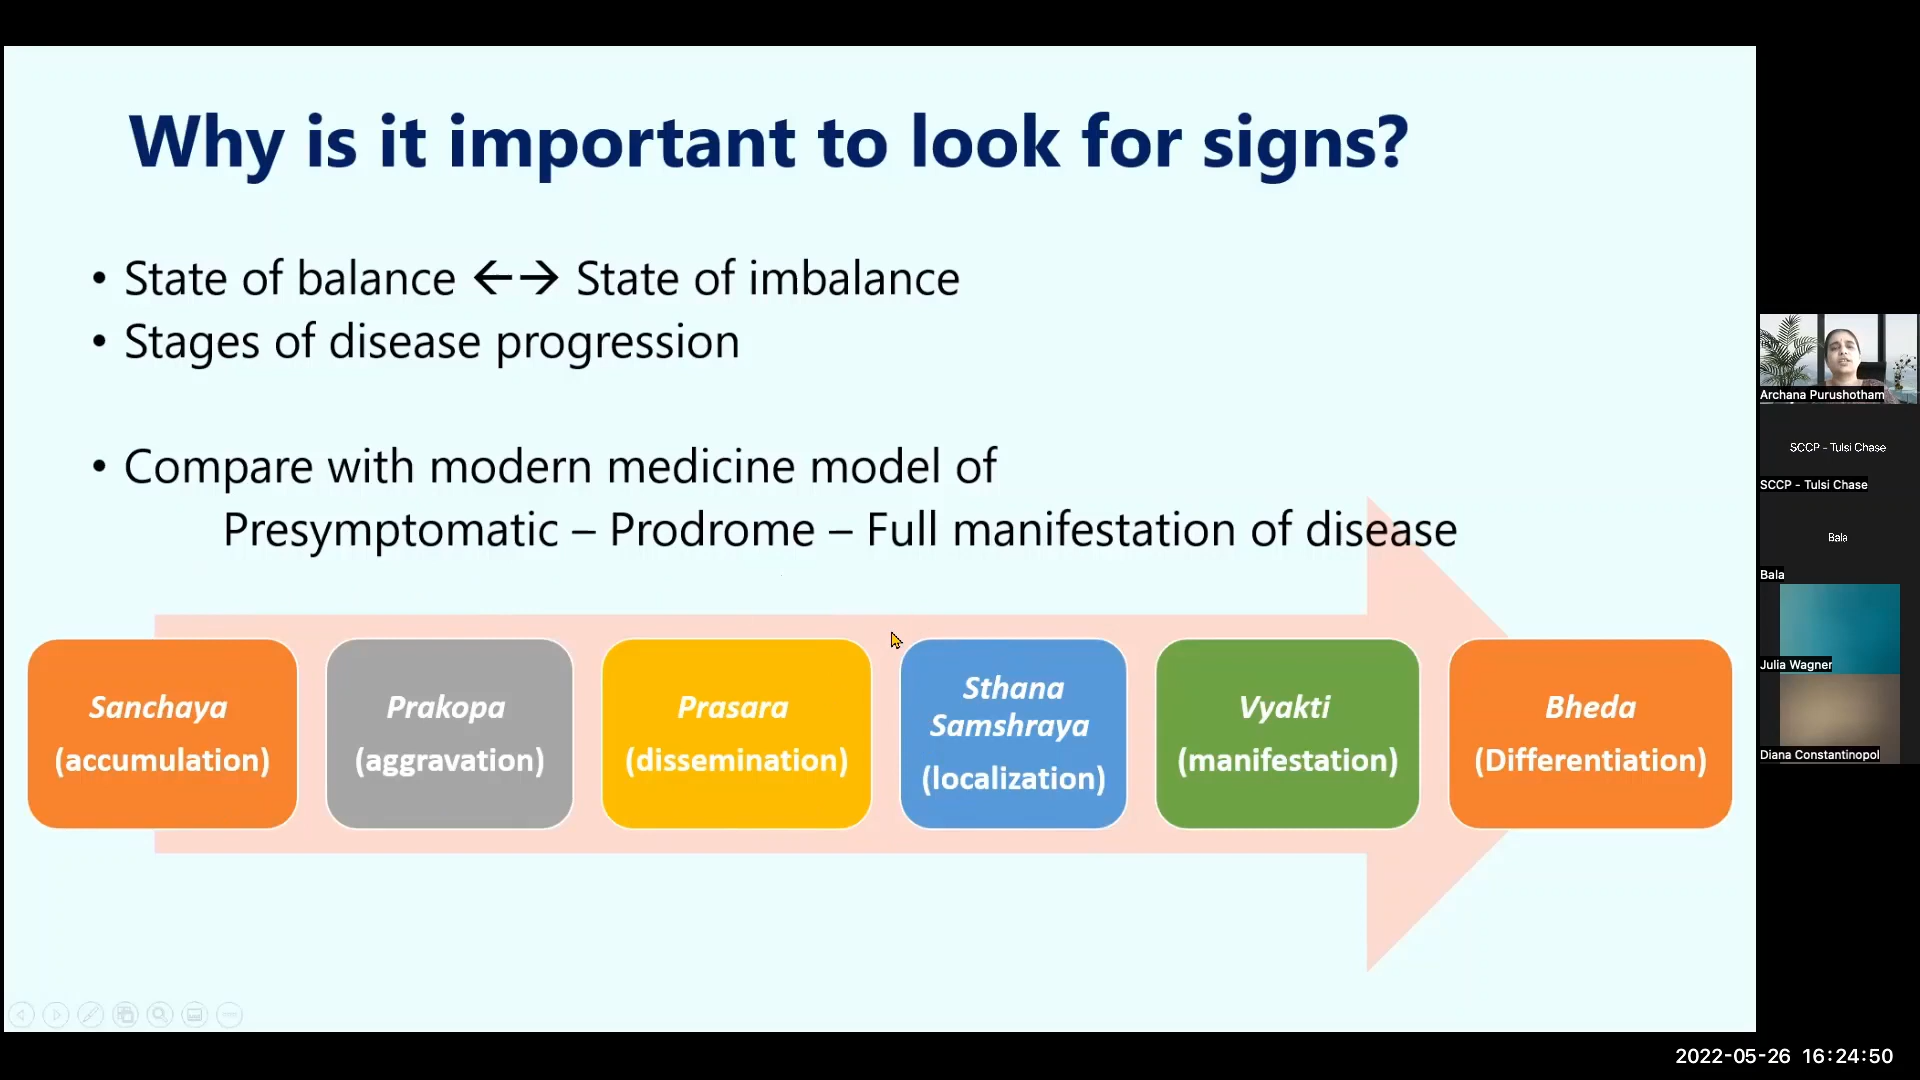 Why is it important to look for signs?
• State of balance ←→ State of imbalance
• Stages of disease progression
• Compare with modern medicine model of
Presymptomatic – Prodrome – Full manifestation of disease
Sanchaya
(accumulation)
Prakopa
(aggravation)
Prasara
(dissemination)
Sthana
Samshraya
(localization)
Vyakti
(manifestation)
Bheda
(Differentiation)
Archana Purushotham
SCCP - Tulsi Chase
SCCP - Tulsi Chase
Bala
Bala
Julia Wagner
Diana Constantinopol
2022-05-26 16:24:50